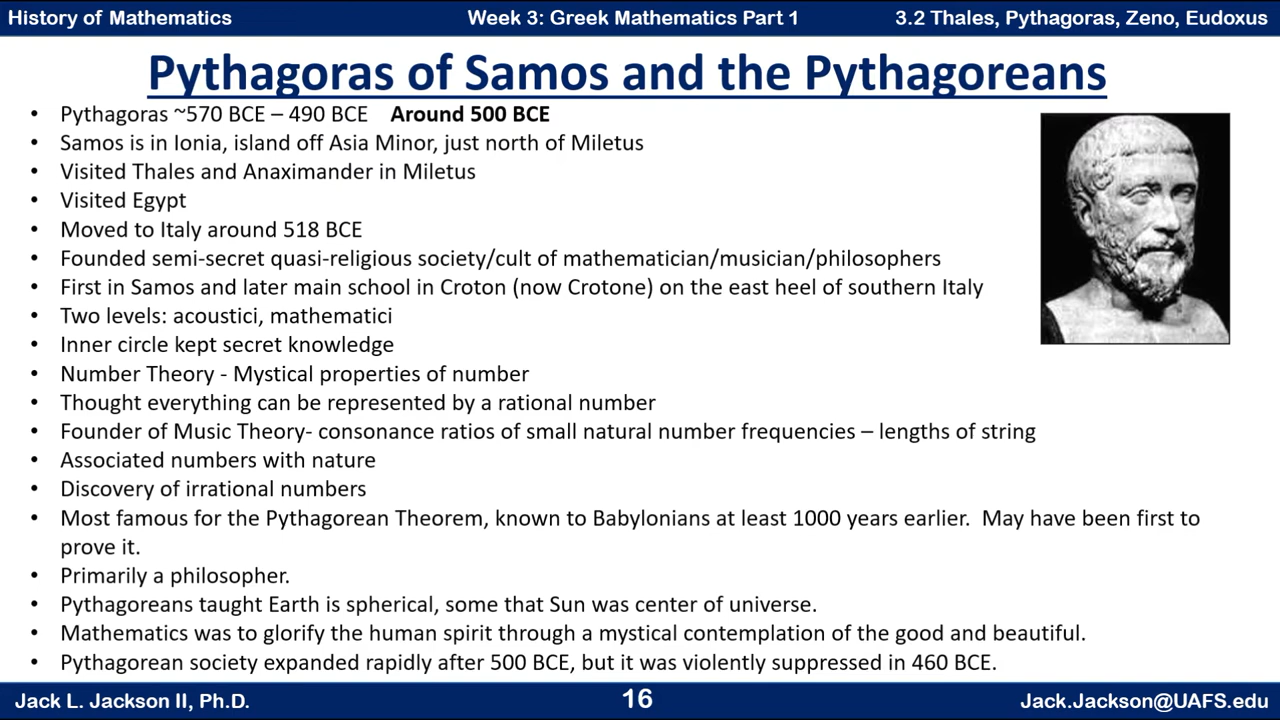 History of Mathematics
Week 3: Greek Mathematics Part 1
3.2 Thales, Pythagoras, Zeno, Eudoxus
Pythagoras of Samos and the Pythagoreans
• Pythagoras ~570 BCE – 490 BCE Around 500 BCE
• Samos is in Ionia, island off Asia Minor, just north of Miletus
• Visited Thales and Anaximander in Miletus
• Visited Egypt
• Moved to Italy around 518 BCE
• Founded semi-secret quasi-religious society/cult of mathematician/musician/philosophers
• First in Samos and later main school in Croton (now Crotone) on the east heel of southern Italy
• Two levels: acoustici, mathematici
• Inner circle kept secret knowledge
• Number Theory - Mystical properties of number
• Thought everything can be represented by a rational number
• Founder of Music Theory- consonance ratios of small natural number frequencies – lengths of string
• Associated numbers with nature
• Discovery of irrational numbers
• Most famous for the Pythagorean Theorem, known to Babylonians at least 1000 years earlier. May have been first to
prove it.
• Primarily a philosopher.
• Pythagoreans taught Earth is spherical, some that Sun was center of universe.
• Mathematics was to glorify the human spirit through a mystical contemplation of the good and beautiful.
• Pythagorean society expanded rapidly after 500 BCE, but it was violently suppressed in 460 BCE.
Jack L. Jackson II, Ph.D.
16
Jack.Jackson@UAFS.edu